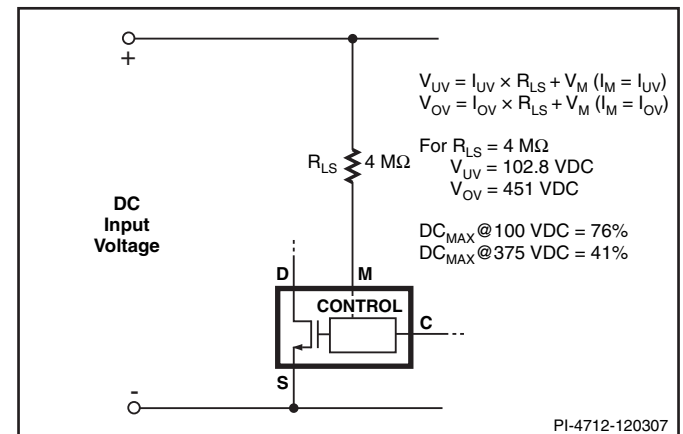 +
V_UV = I_UV × R_LS + V_M (I_M = I_UV)
V_OV = I_OV × R_LS + V_M (I_M = I_OV)
For R_LS = 4 MΩ
V_UV = 102.8 VDC
V_OV = 451 VDC
DC_MAX@100 VDC = 76%
DC_MAX@375 VDC = 41%
R_LS 4 MΩ
DC
Input
Voltage
D M
CONTROL
C
S
-
PI-4712-120307